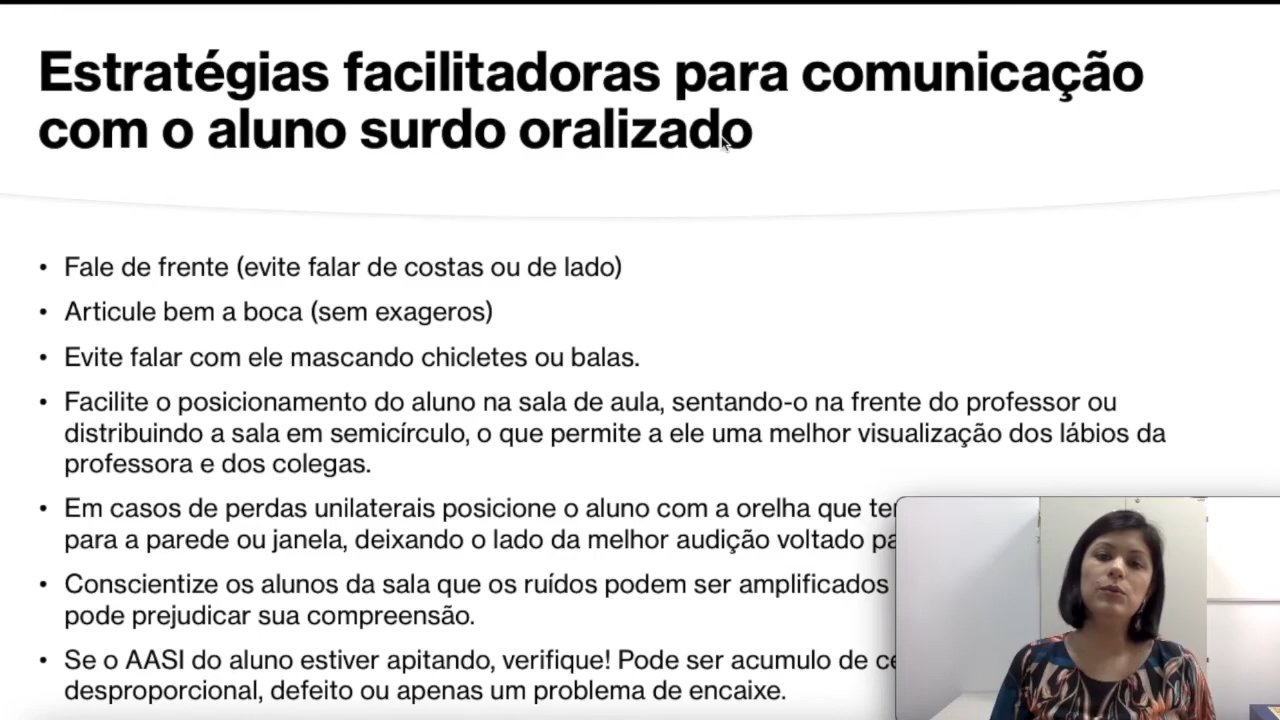 Estratégias facilitadoras para comunicação
com o aluno surdo oralizado
• Fale de frente (evite falar de costas ou de lado)
• Articule bem a boca (sem exageros)
• Evite falar com ele mascando chicletes ou balas.
• Facilite o posicionamento do aluno na sala de aula, sentando-o na frente do professor ou
distribuindo a sala em semicírculo, o que permite a ele uma melhor visualização dos lábios da
professora e dos colegas.
• Em casos de perdas unilaterais posicione o aluno com a orelha que
para a parede ou janela, deixando o lado da melhor audição voltado
• Conscientize os alunos da sala que os ruídos podem ser amplificados
pode prejudicar sua compreensão.
• Se o AASI do aluno estiver apitando, verifique! Pode ser acumulo de
desproporcional, defeito ou apenas um problema de encaixe.